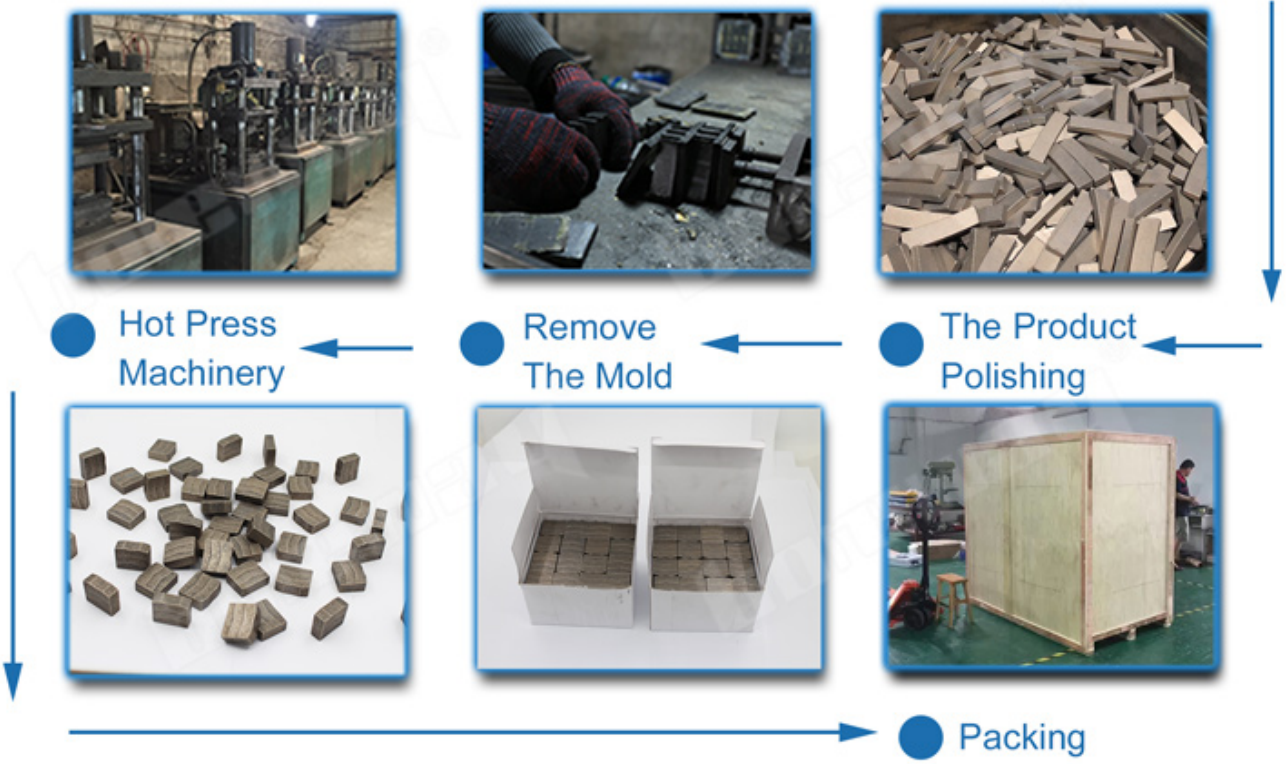 Hot Press
Machinery
Remove
The Mold
The Product
Polishing
Packing